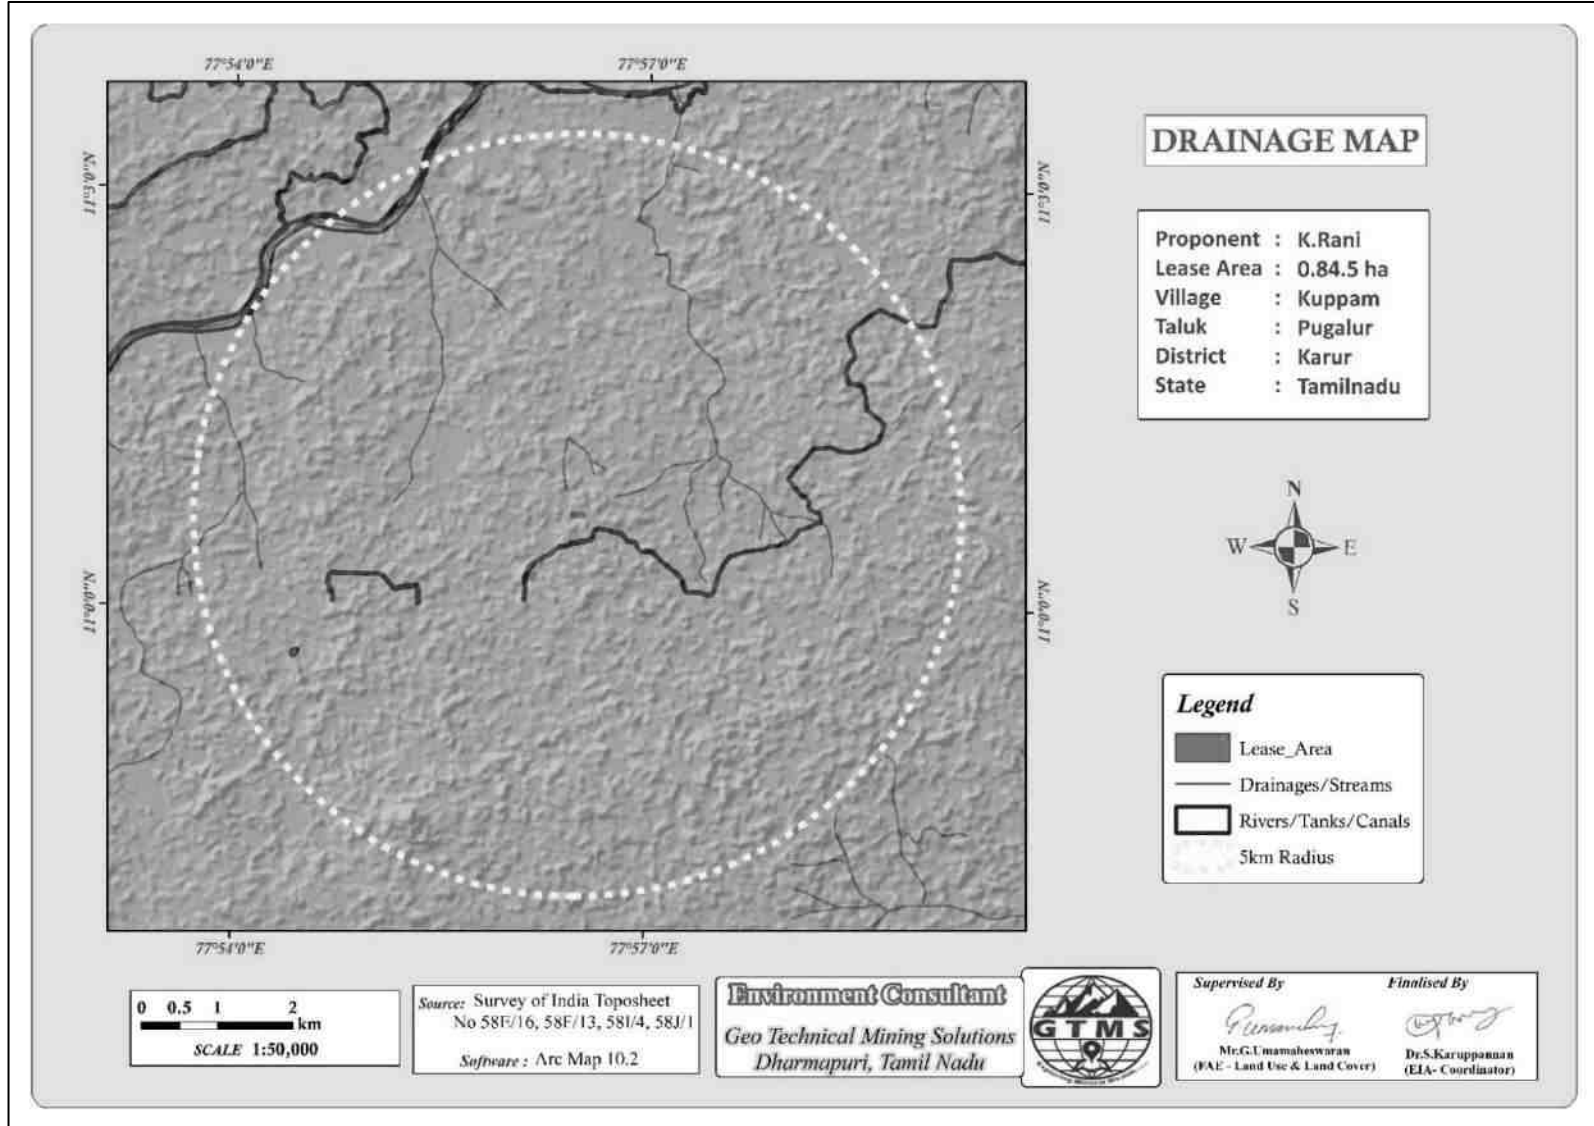 77°54'0"E
77°57'0"E
11°3'0"N
11°3'0"N
11°0'0"N
11°0'0"N
77°54'0"E
77°57'0"E
DRAINAGE MAP
Proponent : K.Rani
Lease Area : 0.84.5 ha
Village : Kuppam
Taluk : Pugalur
District : Karur
State : Tamilnadu
N
W E
S
Legend
Lease_Area
Drainages/Streams
Rivers/Tanks/Canals
5km Radius
0 0.5 1 2
km
SCALE 1:50,000
Source: Survey of India Toposheet
No 58E/16, 58F/13, 58I/4, 58J/1
Software : Arc Map 10.2
Environment Consultant
Geo Technical Mining Solutions
Dharmapuri, Tamil Nadu
GTMS
Supervised By
Mr.G.Umamaheswaran
(FAE - Land Use & Land Cover)
Finalised By
Dr.S.Karuppannan
(EIA- Coordinator)